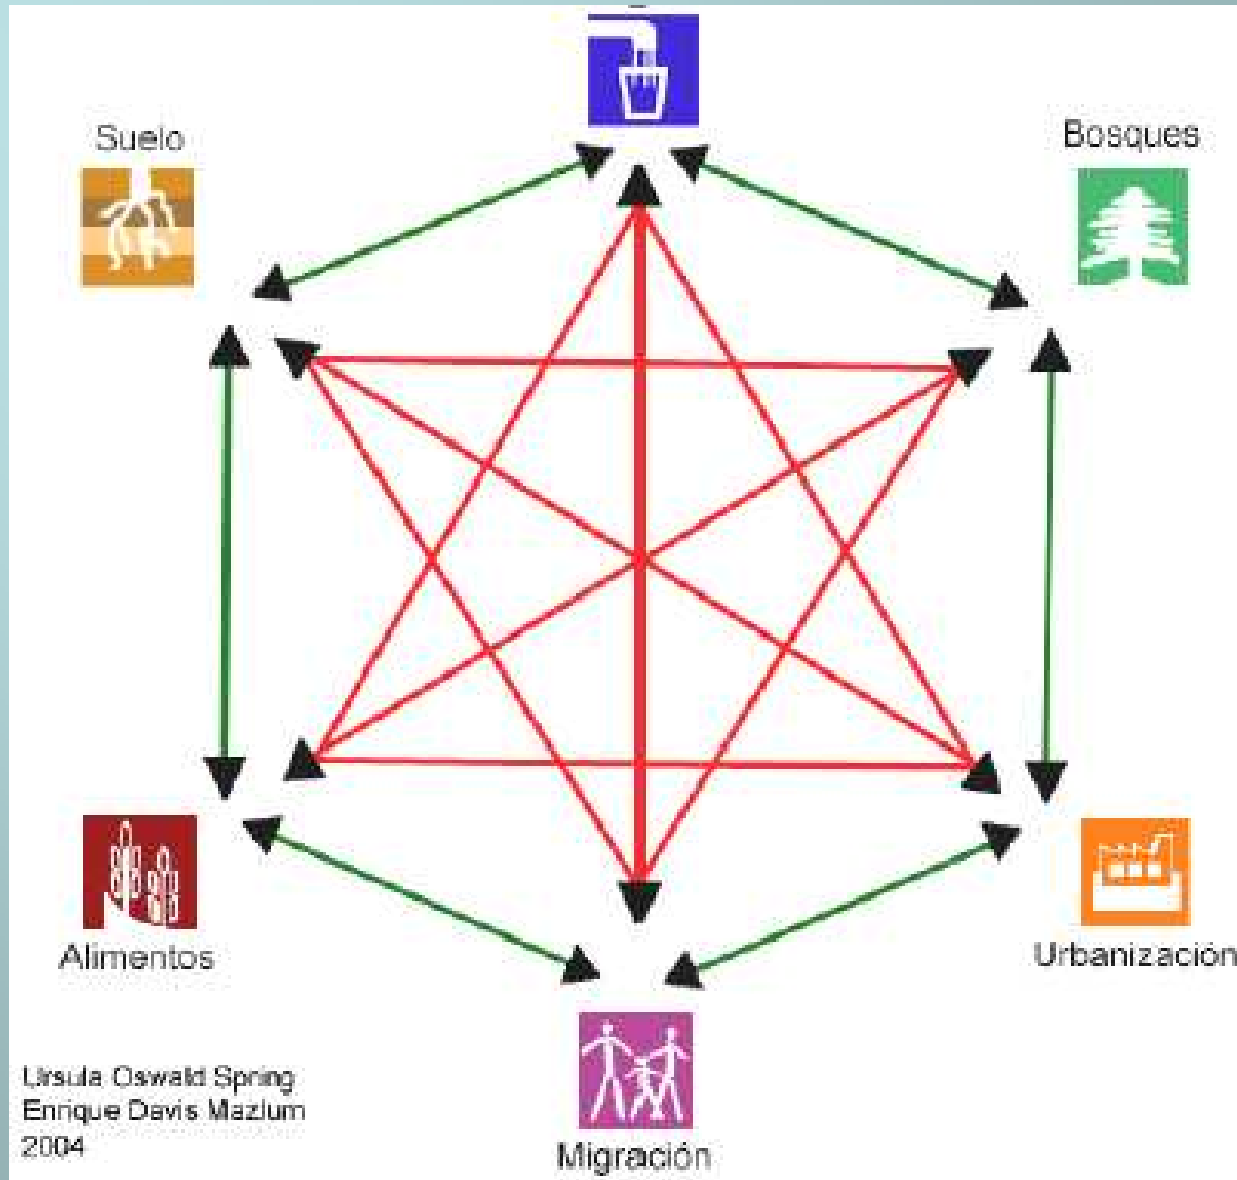 Suelo
Bosques
Alimentos
Urbanización
Migración
Ursula Oswald Spring
Enrique Davis Mazlum
2004